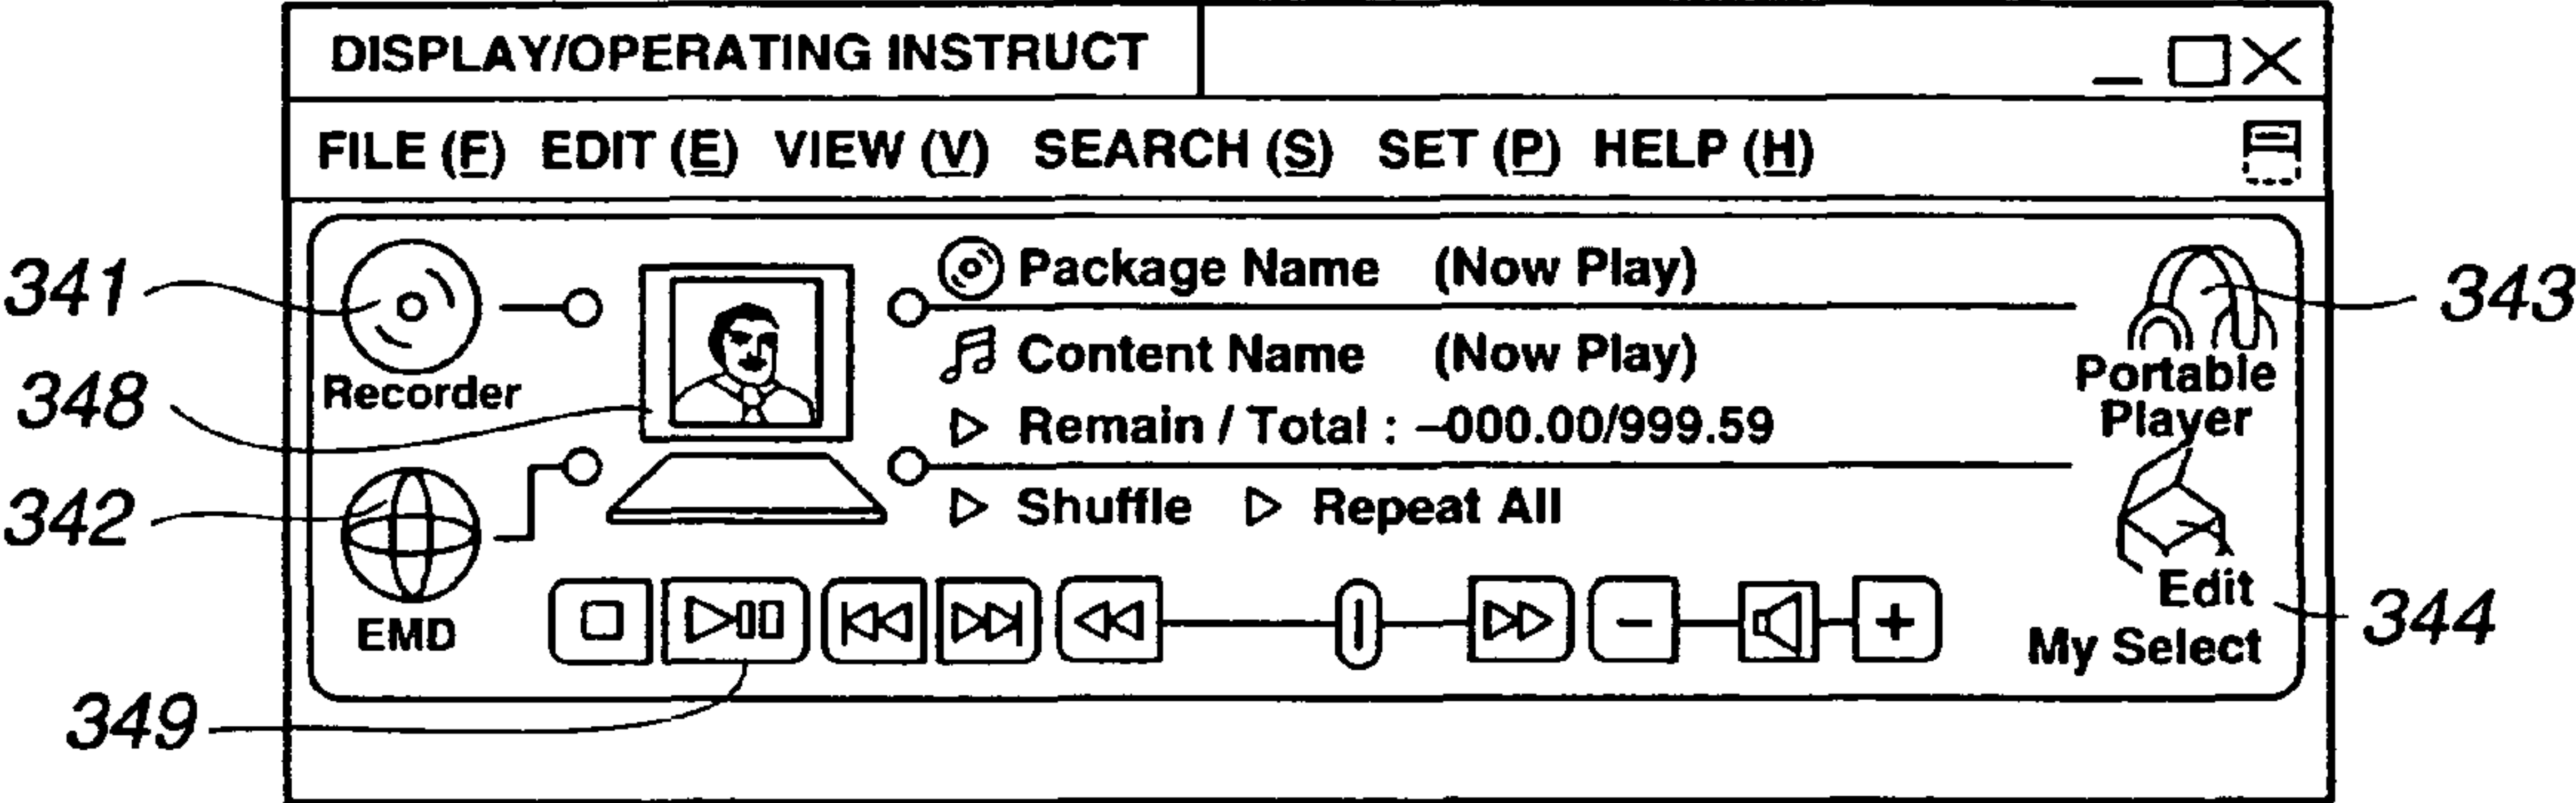 DISPLAY/OPERATING INSTRUCT
FILE (F) EDIT (E) VIEW (V) SEARCH (S) SET (P) HELP (H)
341
Recorder
348
342
EMD
349
Package Name (Now Play)
Content Name (Now Play)
Remain / Total : –000.00/999.59
Shuffle Repeat All
343
Portable
Player
Edit
344
My Select